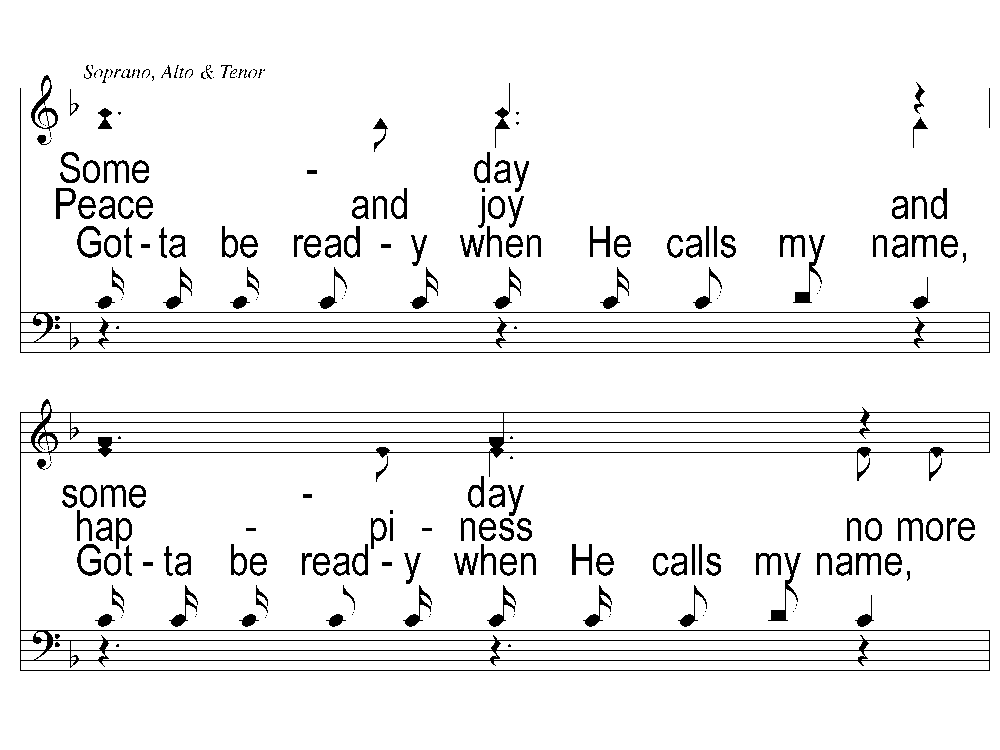 Soprano, Alto & Tenor
Some - day
Peace and joy and
Got - ta be read - y when He calls my name,
some - day
hap - pi - ness no more
Got - ta be read - y when He calls my name,